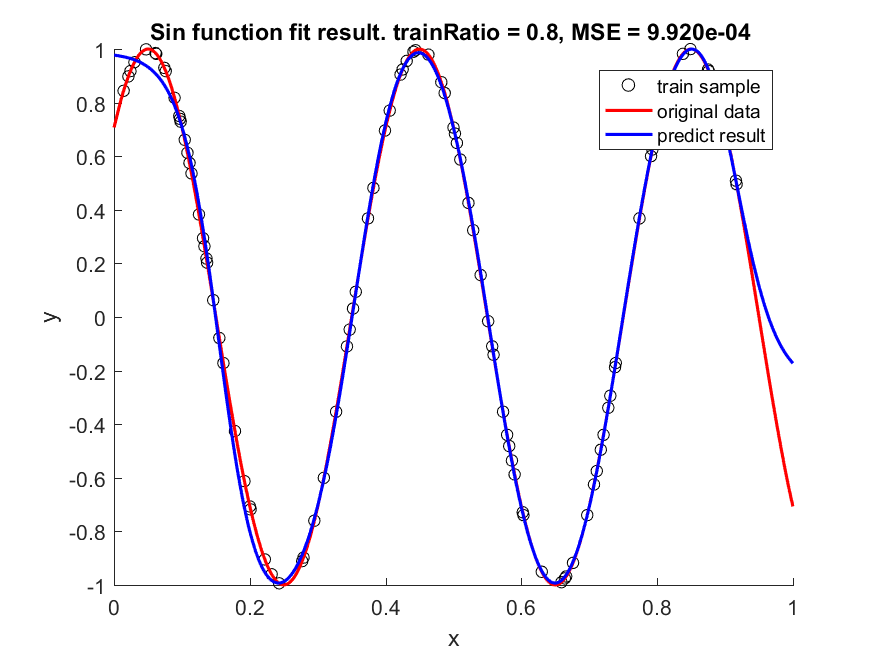 Sin function fit result. trainRatio = 0.8, MSE = 9.920e-04
train sample
original data
predict result
1
0.8
0.6
0.4
0.2
0
-0.2
-0.4
-0.6
-0.8
-1
y
0 0.2 0.4 0.6 0.8 1
x